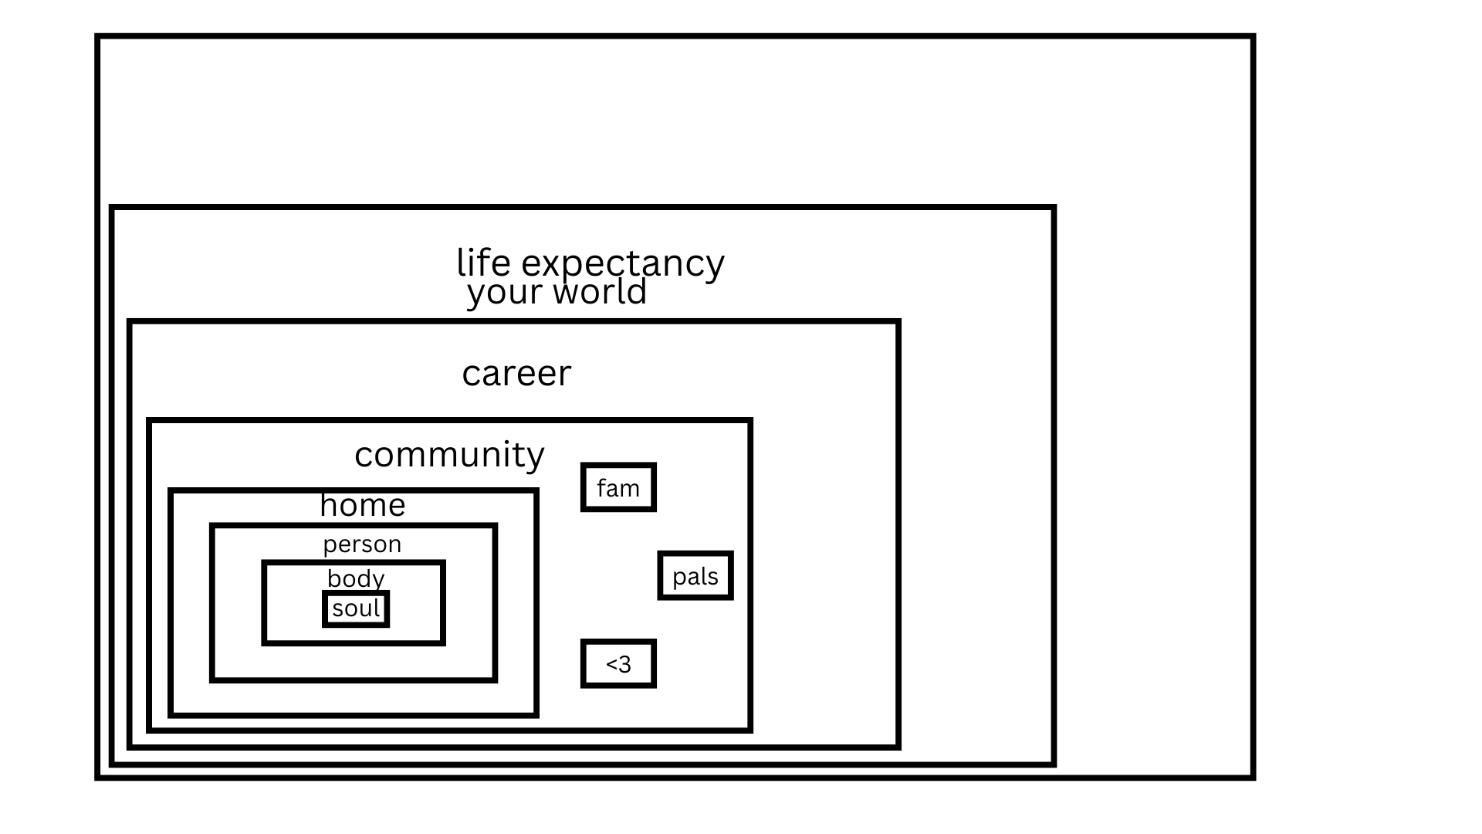 life expectancy
your world
career
community
fam
home
person
pals
body
soul
<3